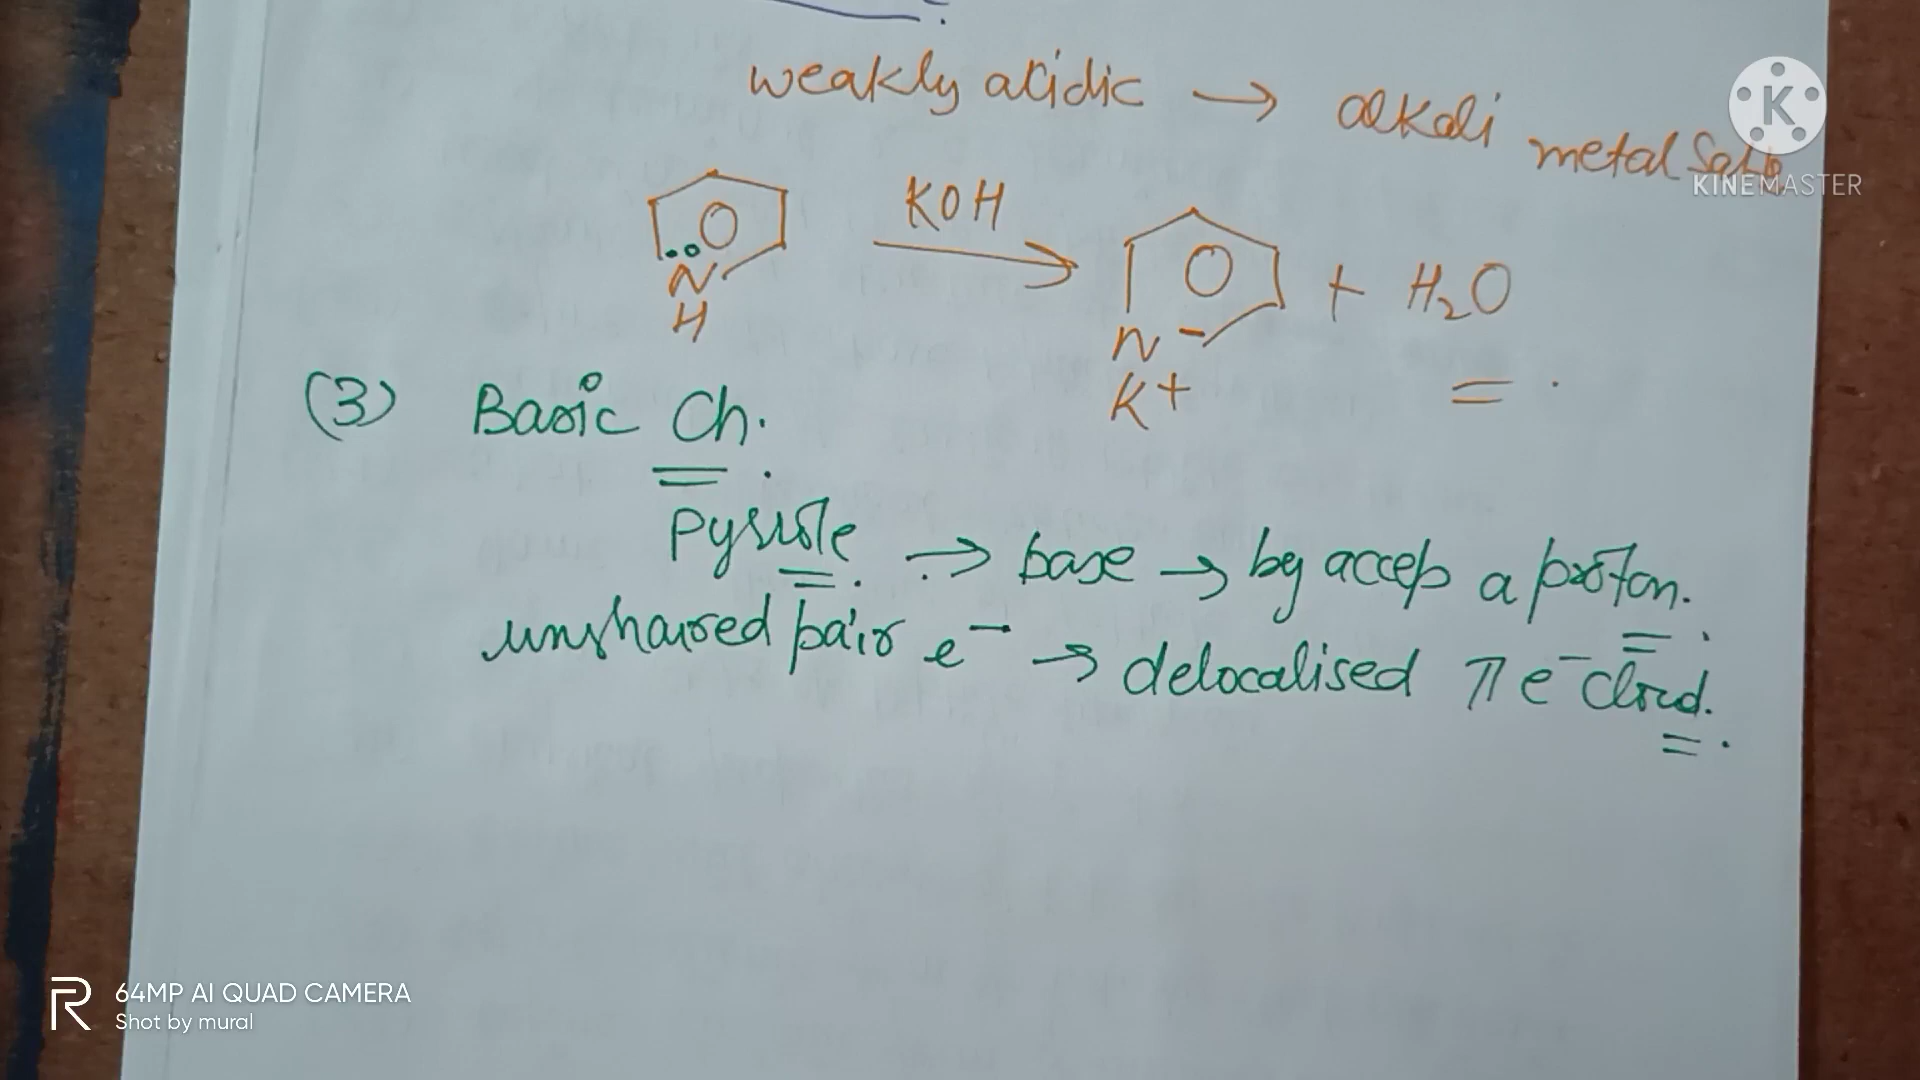 weakly acidic → alkali
metal Salts
KINEMASTER
KOH
N
H
N -
K+
+ H2O
(3) Basic Ch.
Pyrrole → base → by accep a proton.
unshared pair e⁻ → delocalised π e⁻ cloud.
64MP AI QUAD CAMERA
Shot by mural